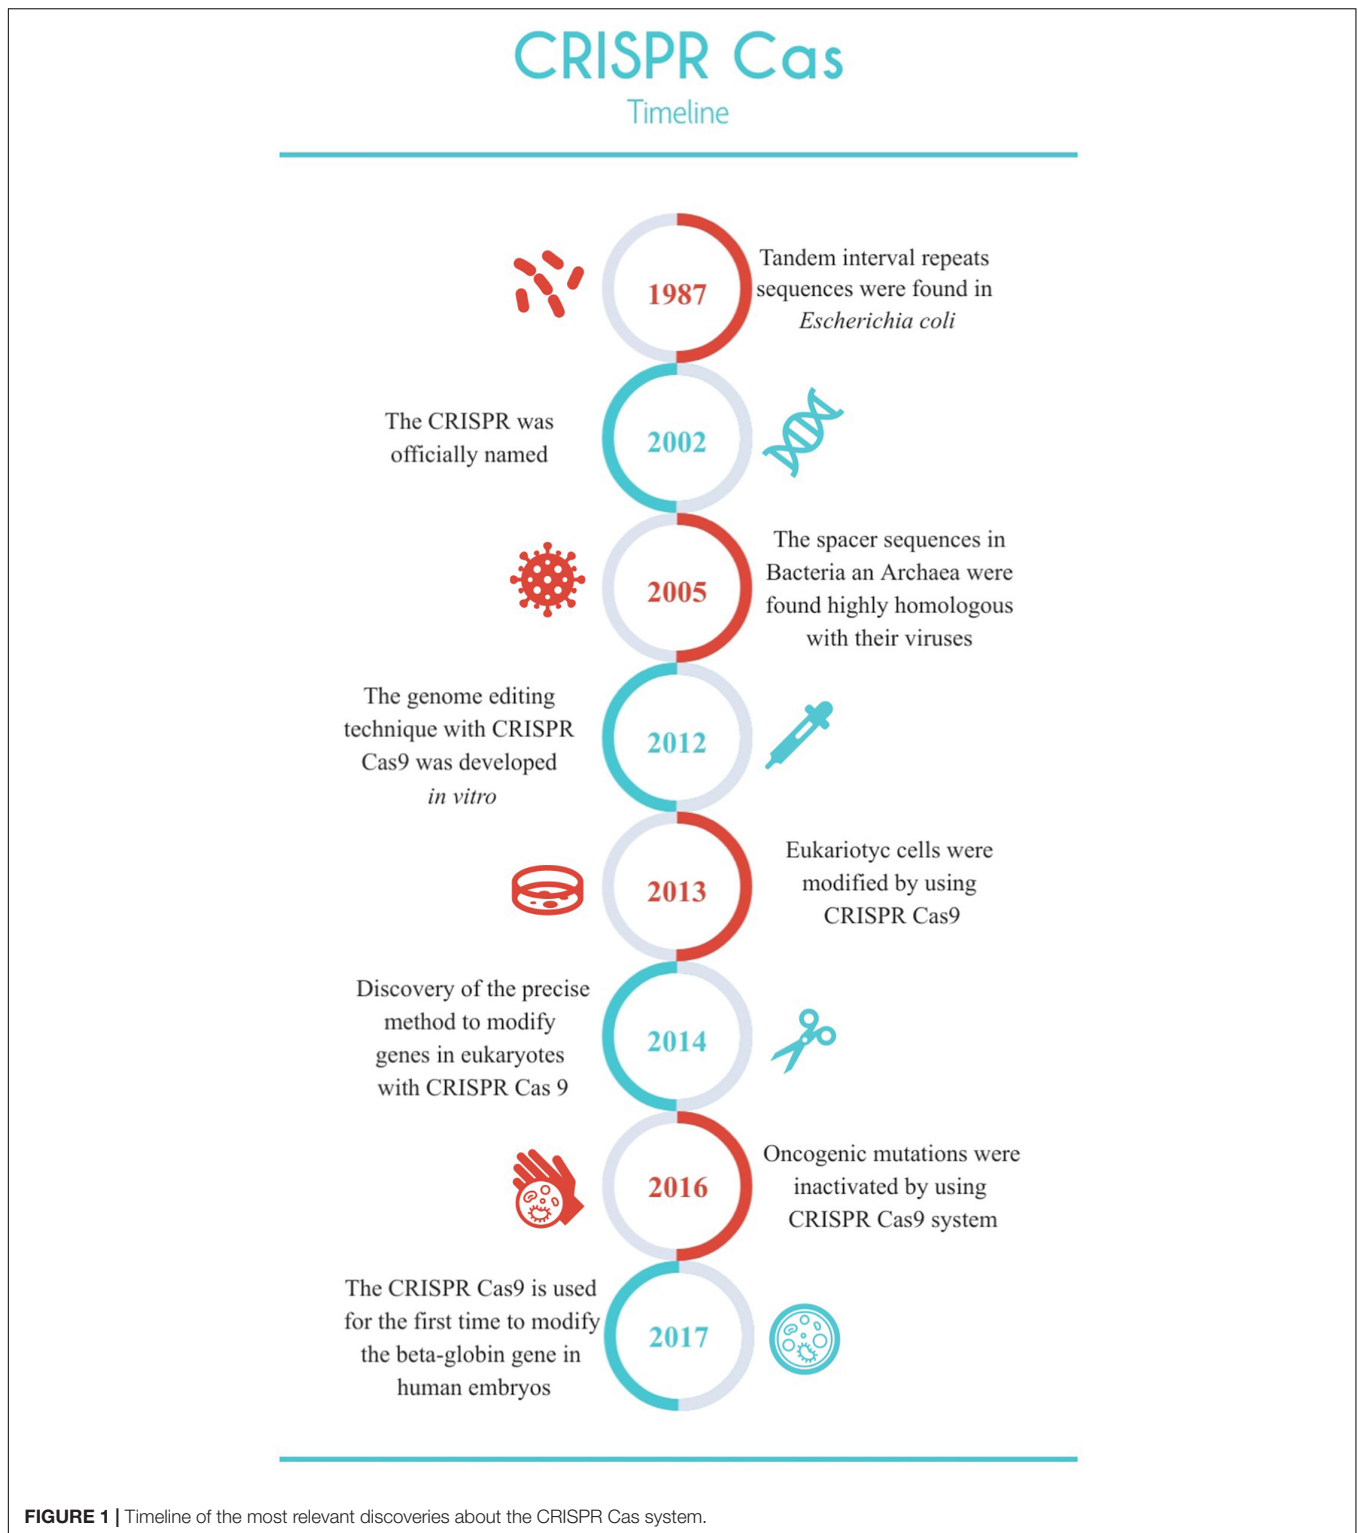 CRISPR Cas
Timeline
1987
Tandem interval repeats
sequences were found in
Escherichia coli
The CRISPR was
officially named
2002
2005
The spacer sequences in
Bacteria an Archaea were
found highly homologous
with their viruses
The genome editing
technique with CRISPR
Cas9 was developed
in vitro
2012
2013
Eukariotyc cells were
modified by using
CRISPR Cas9
Discovery of the precise
method to modify
genes in eukaryotes
with CRISPR Cas 9
2014
2016
Oncogenic mutations were
inactivated by using
CRISPR Cas9 system
The CRISPR Cas9 is used
for the first time to modify
the beta-globin gene in
human embryos
2017
FIGURE 1 | Timeline of the most relevant discoveries about the CRISPR Cas system.